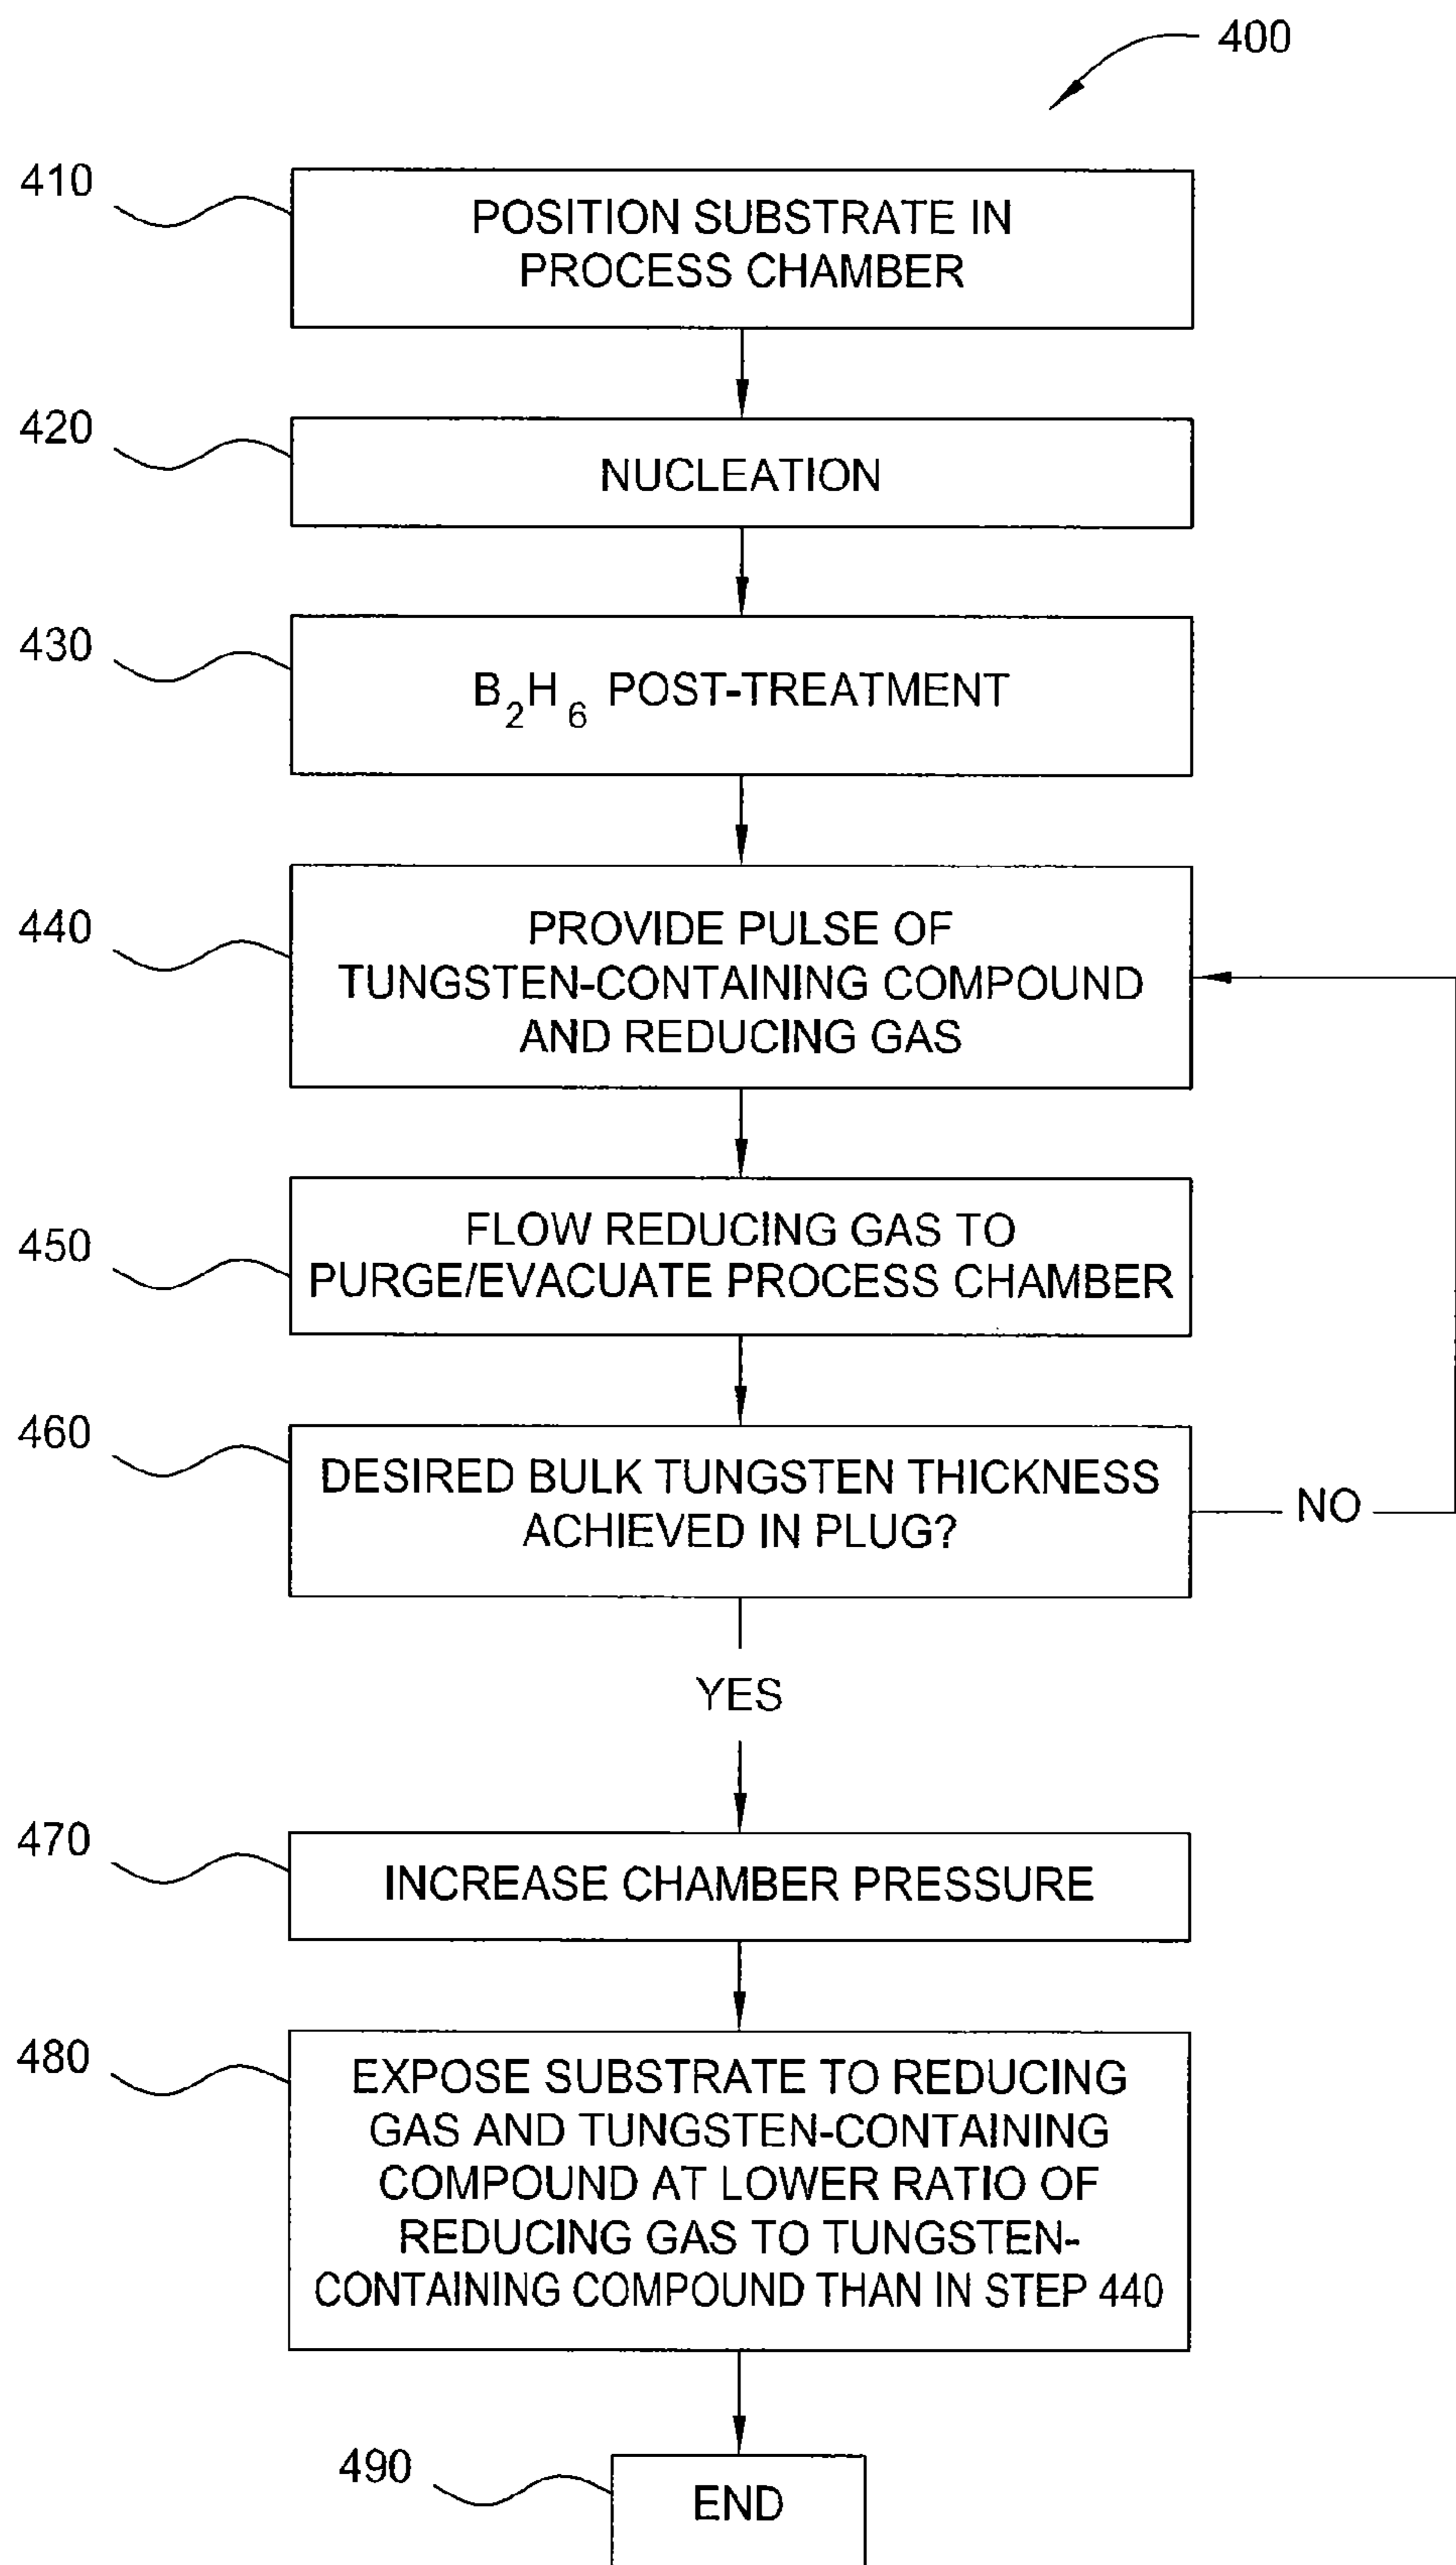 400
410
POSITION SUBSTRATE IN
PROCESS CHAMBER
420
NUCLEATION
430
B2H6 POST-TREATMENT
440
PROVIDE PULSE OF
TUNGSTEN-CONTAINING COMPOUND
AND REDUCING GAS
450
FLOW REDUCING GAS TO
PURGE/EVACUATE PROCESS CHAMBER
460
DESIRED BULK TUNGSTEN THICKNESS
ACHIEVED IN PLUG?
NO
YES
470
INCREASE CHAMBER PRESSURE
480
EXPOSE SUBSTRATE TO REDUCING
GAS AND TUNGSTEN-CONTAINING
COMPOUND AT LOWER RATIO OF
REDUCING GAS TO TUNGSTEN-
CONTAINING COMPOUND THAN IN STEP 440
490
END